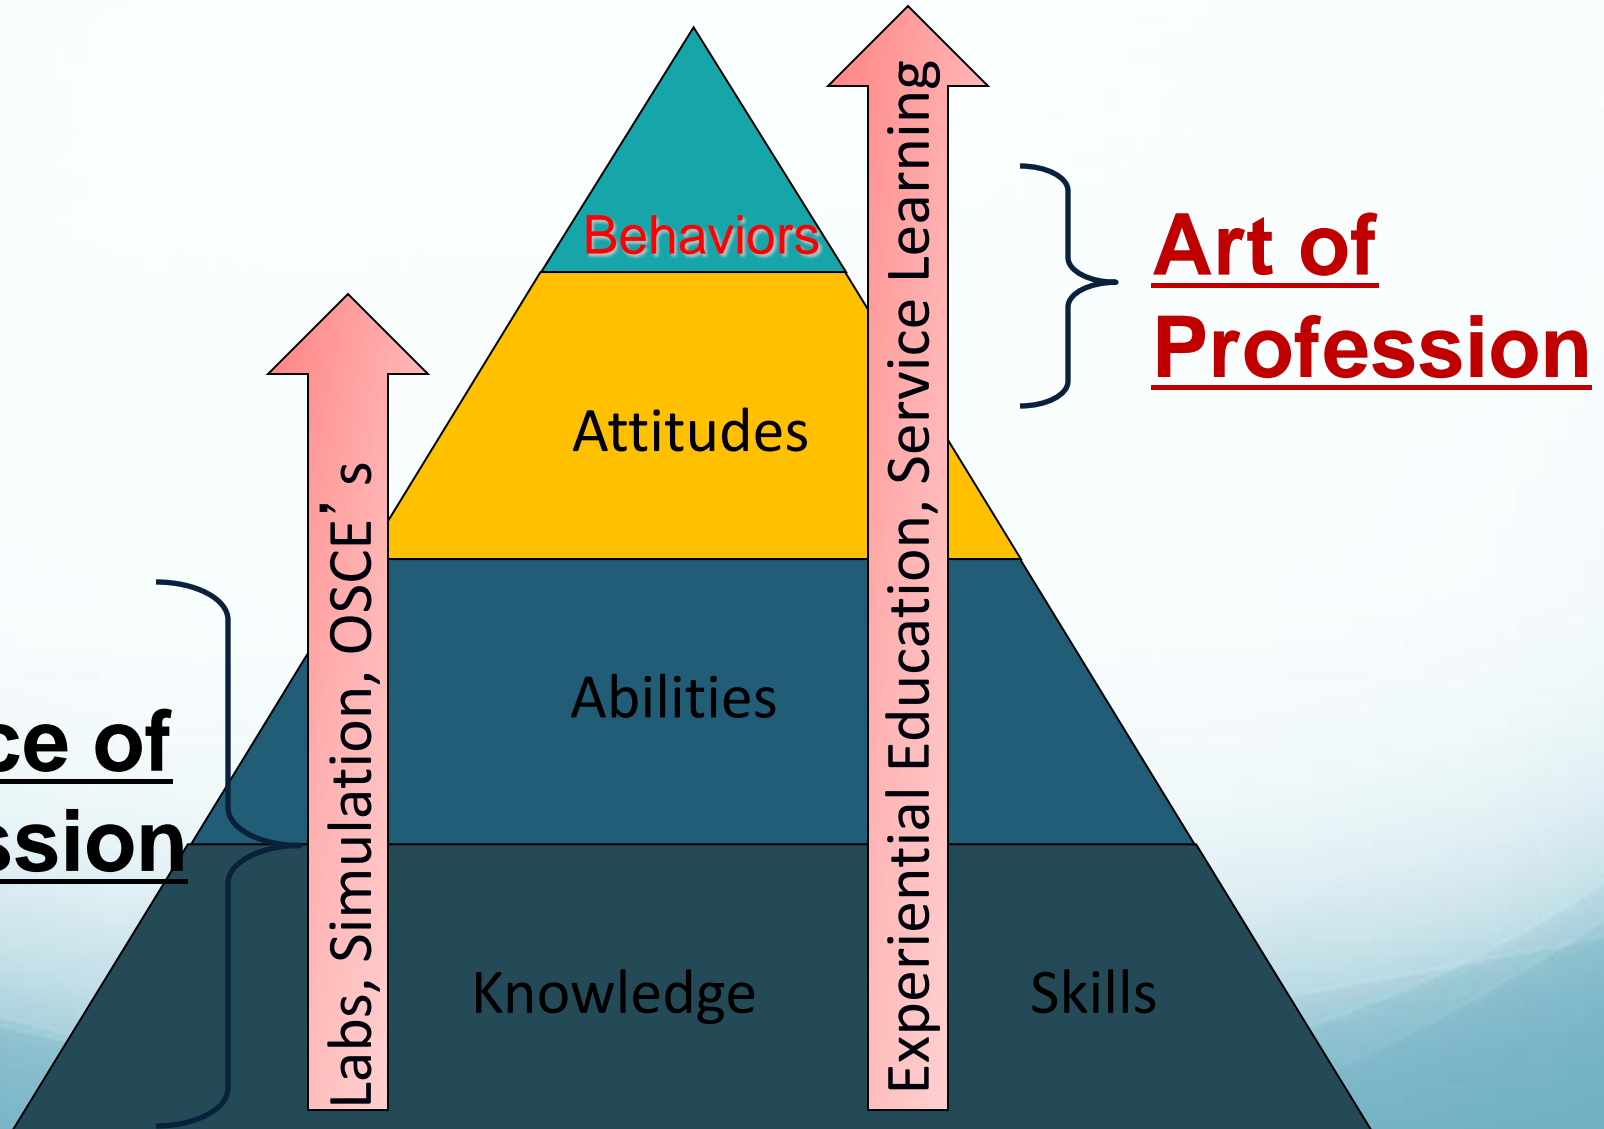 Behaviors
Art of
Profession
Attitudes
Abilities
ce of
ssion
Knowledge
Skills
Labs, Simulation, OSCE’ s
Experiential Education, Service Learning